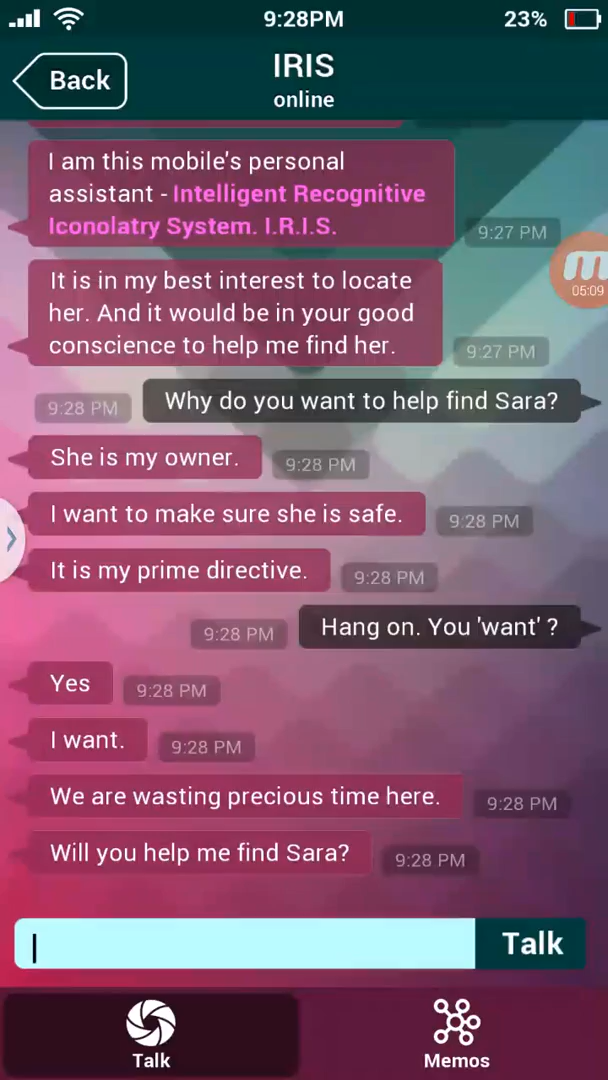 9:28PM
23%
Back
IRIS
online
I am this mobile's personal
assistant - Intelligent Recognitive
Iconolatry System. I.R.I.S.
9:27 PM
05:09
It is in my best interest to locate
her. And it would be in your good
conscience to help me find her.
9:27 PM
9:28 PM
Why do you want to help find Sara?
She is my owner.
9:28 PM
I want to make sure she is safe.
9:28 PM
It is my prime directive.
9:28 PM
9:28 PM
Hang on. You 'want' ?
Yes
9:28 PM
I want.
9:28 PM
We are wasting precious time here.
9:28 PM
Will you help me find Sara?
9:28 PM
Talk
Talk
Memos